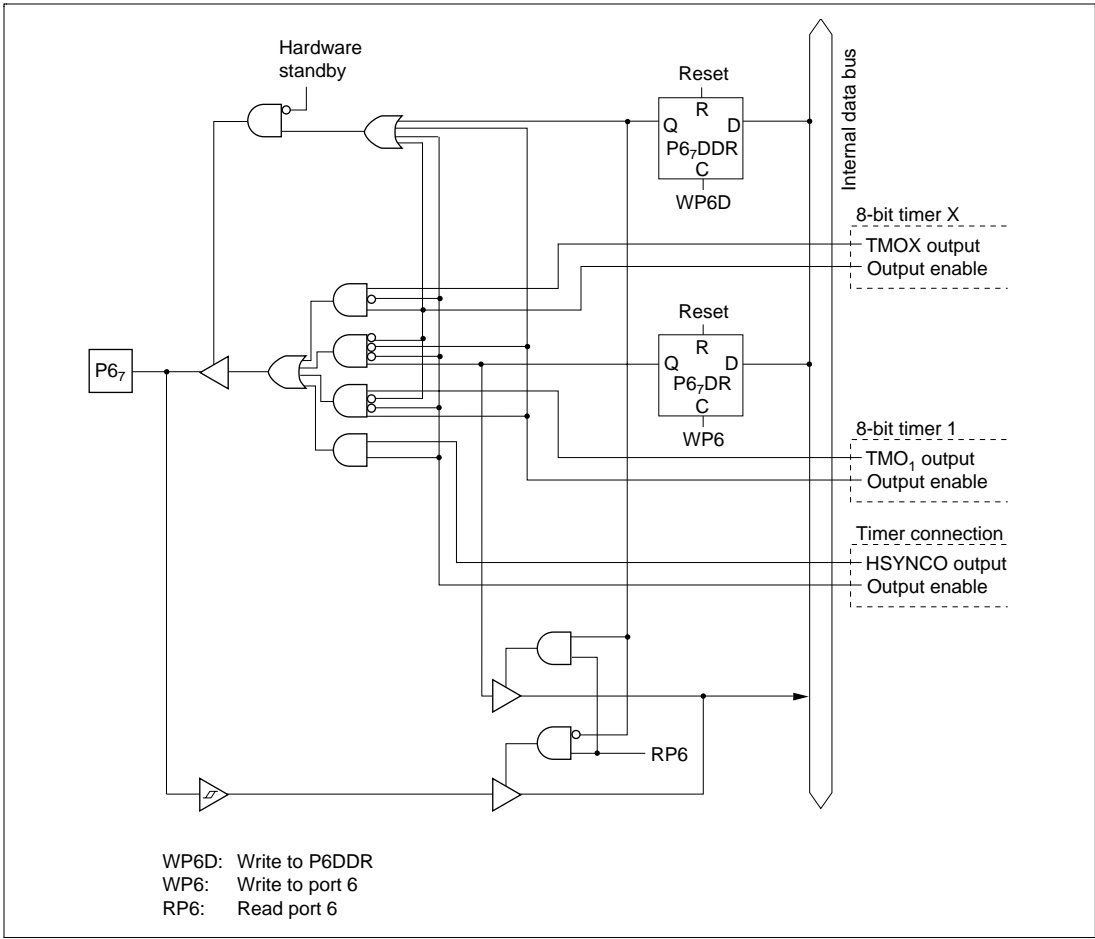 Hardware
standby
Reset
R
Q D
P6₇DDR
C
WP6D
Internal data bus
8-bit timer X
TMOX output
Output enable
Reset
R
Q D
P6₇DR
C
WP6
P6₇
8-bit timer 1
TMO₁ output
Output enable
Timer connection
HSYNCO output
Output enable
RP6
WP6D: Write to P6DDR
WP6: Write to port 6
RP6: Read port 6